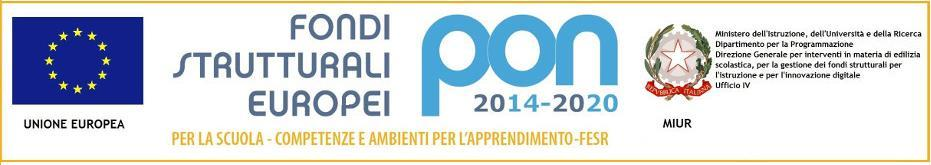 UNIONE EUROPEA
FONDI
STRUTTURALI
EUROPEI
pon
2014-2020
PER LA SCUOLA - COMPETENZE E AMBIENTI PER L'APPRENDIMENTO-FESR
REPVBBLICA ITALIANA
Ministero dell'Istruzione, dell'Università e della Ricerca
Dipartimento per la Programmazione
Direzione Generale per interventi in materia di edilizia
scolastica, per la gestione dei fondi strutturali per
l'istruzione e per l'innovazione digitale
Ufficio IV
MIUR